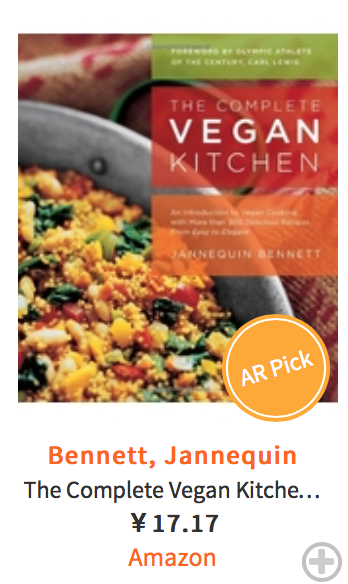 FOREWORD BY OLYMPIC ATHLETE
OF THE CENTURY, CARL LEWIS
THE COMPLETE
VEGAN
KITCHEN
An Introduction to Vegan Cooking
with More than 300 Delicious Recipes
From Easy to Elegant
JANNEQUIN BENNETT
AR Pick
Bennett, Jannequin
The Complete Vegan Kitche...
¥ 17.17
Amazon